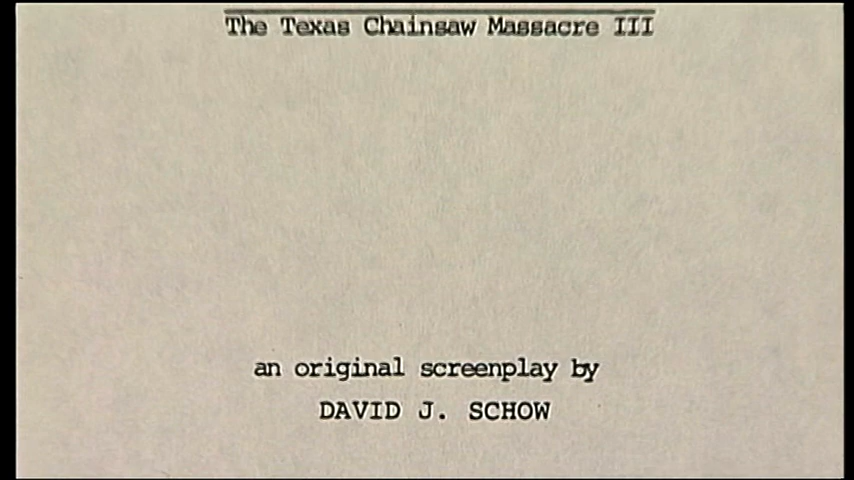 The Texas Chainsaw Massacre III
an original screenplay by
DAVID J. SCHOW